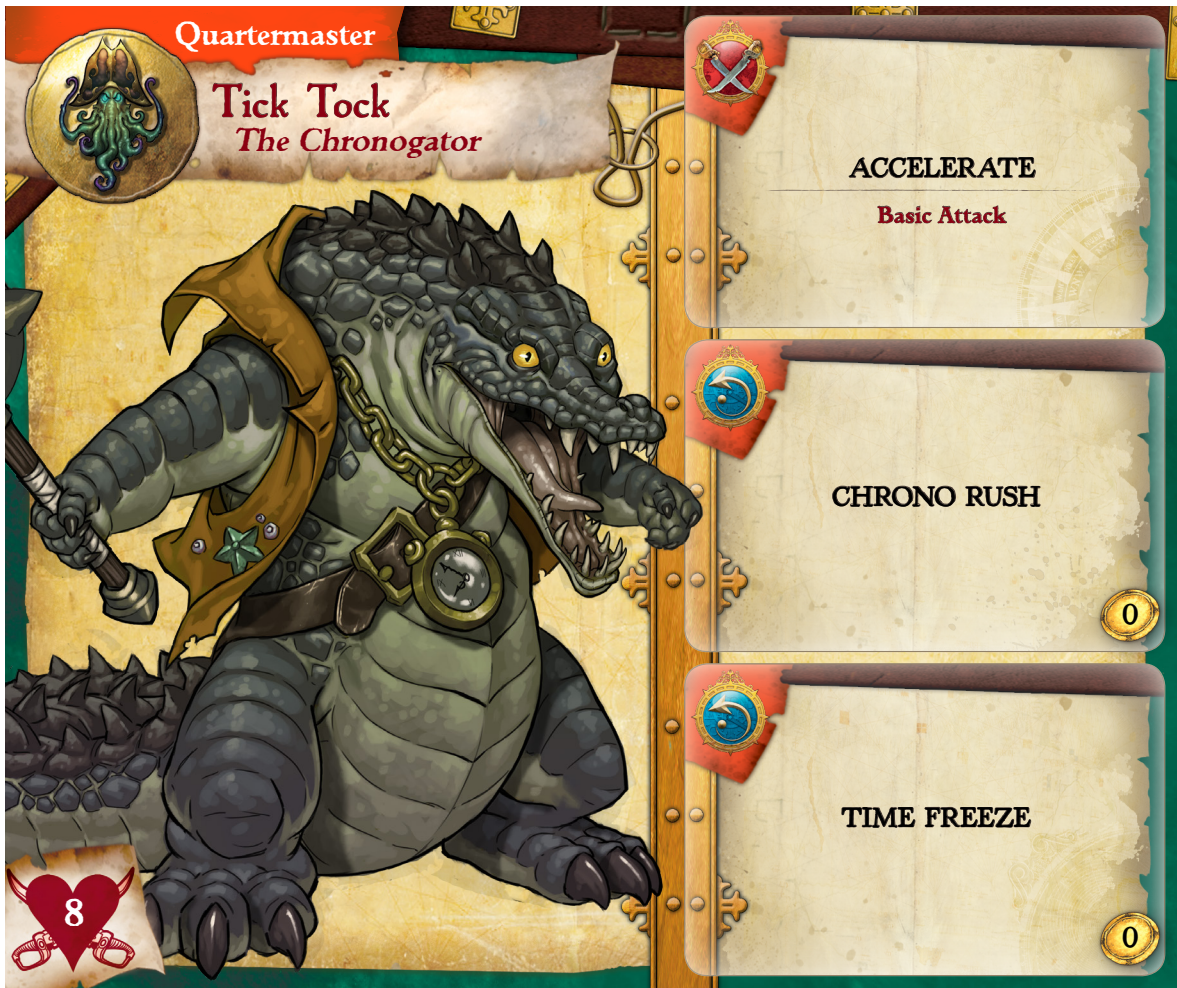 Quartermaster
Tick Tock
The Chronogator
ACCELERATE
Basic Attack
CHRONO RUSH
0
TIME FREEZE
0
8